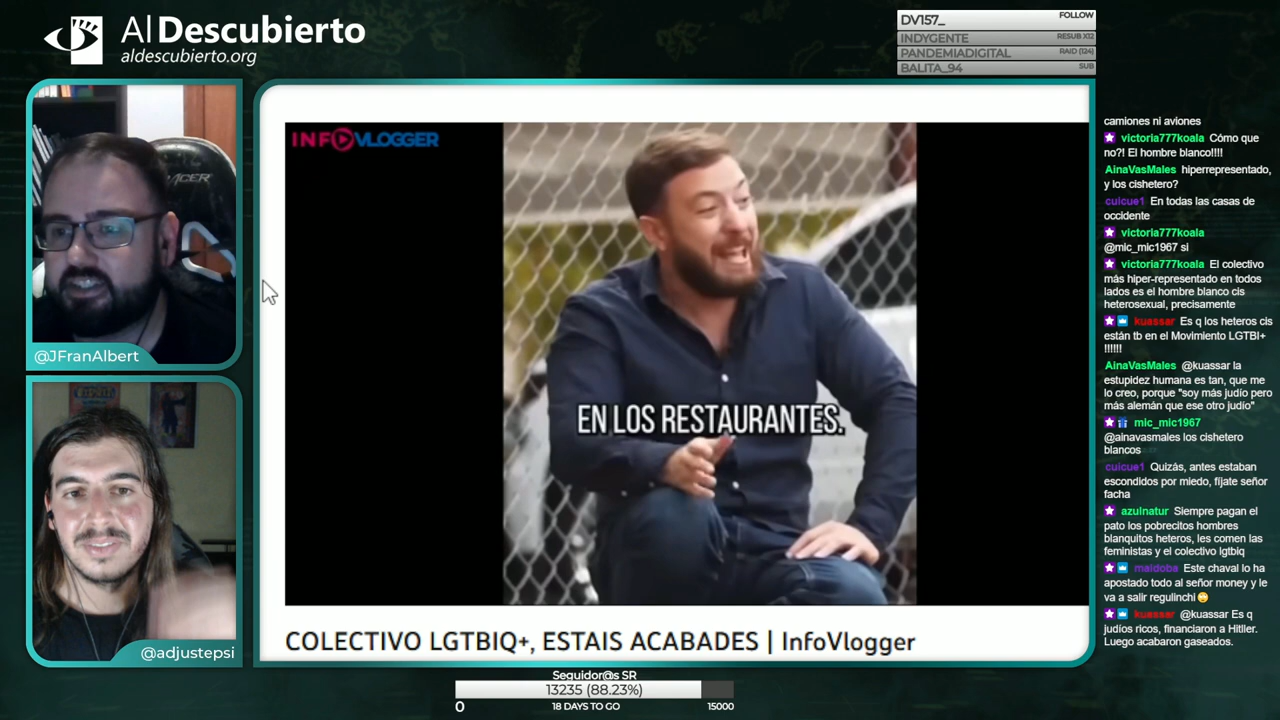 Al Descubierto
aldescubierto.org
DV157_ FOLLOW
INDYGENTE RESUB X12
PANDEMIADIGITAL RAID (124)
BALITA_94 SUB
INFOVLOGGER
RACER
EN LOS RESTAURANTES.
@JFranAlbert
@adjustepsi
COLECTIVO LGTBIQ+, ESTAIS ACABADES | InfoVlogger
Seguidor@s SR
13235 (88.23%)
0 18 DAYS TO GO 15000
camiones ni aviones
victoria777koala Cómo que
no?! El hombre blanco!!!!
AinaVasMales hiperrepresentado,
y los cishetero?
cuicue1 En todas las casas de
occidente
victoria777koala
@mic_mic1967 si
victoria777koala El colectivo
más hiper-representado en todos
lados es el hombre blanco cis
heterosexual, precisamente
kuassar Es q los heteros cis
están tb en el Movimiento LGTBI+
!!!!!!
AinaVasMales @kuassar la
estupidez humana es tan, que me
lo creo, porque "soy más judío pero
más alemán que ese otro judío"
mic_mic1967
@ainavasmales los cishetero
blancos
cuicue1 Quizás, antes estaban
escondidos por miedo, fíjate señor
facha
azulnatur Siempre pagan el
pato los pobrecitos hombres
blanquitos heteros, les comen las
feministas y el colectivo lgtbiq
maldoba Este chaval lo ha
apostado todo al señor money y le
va a salir regulinchi
kuassar @kuassar Es q
judíos ricos, financiaron a Hitller.
Luego acabaron gaseados.